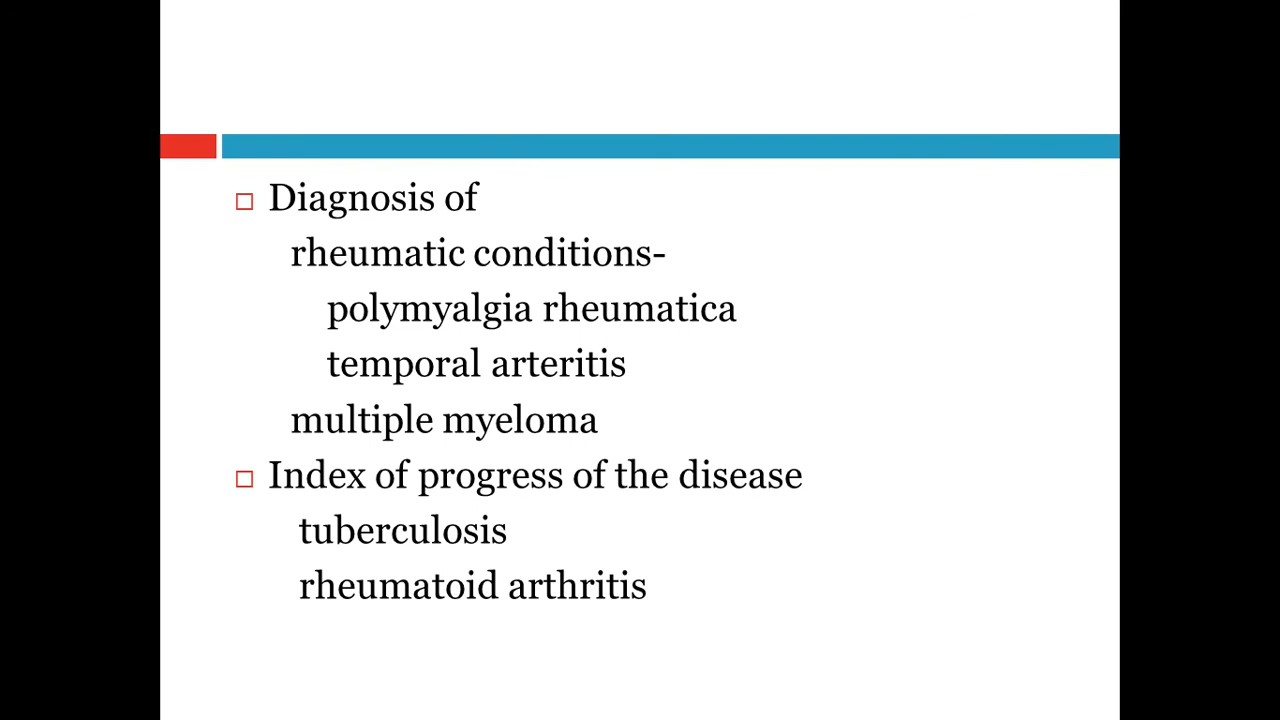 Diagnosis of
rheumatic conditions-
polymyalgia rheumatica
temporal arteritis
multiple myeloma
Index of progress of the disease
tuberculosis
rheumatoid arthritis